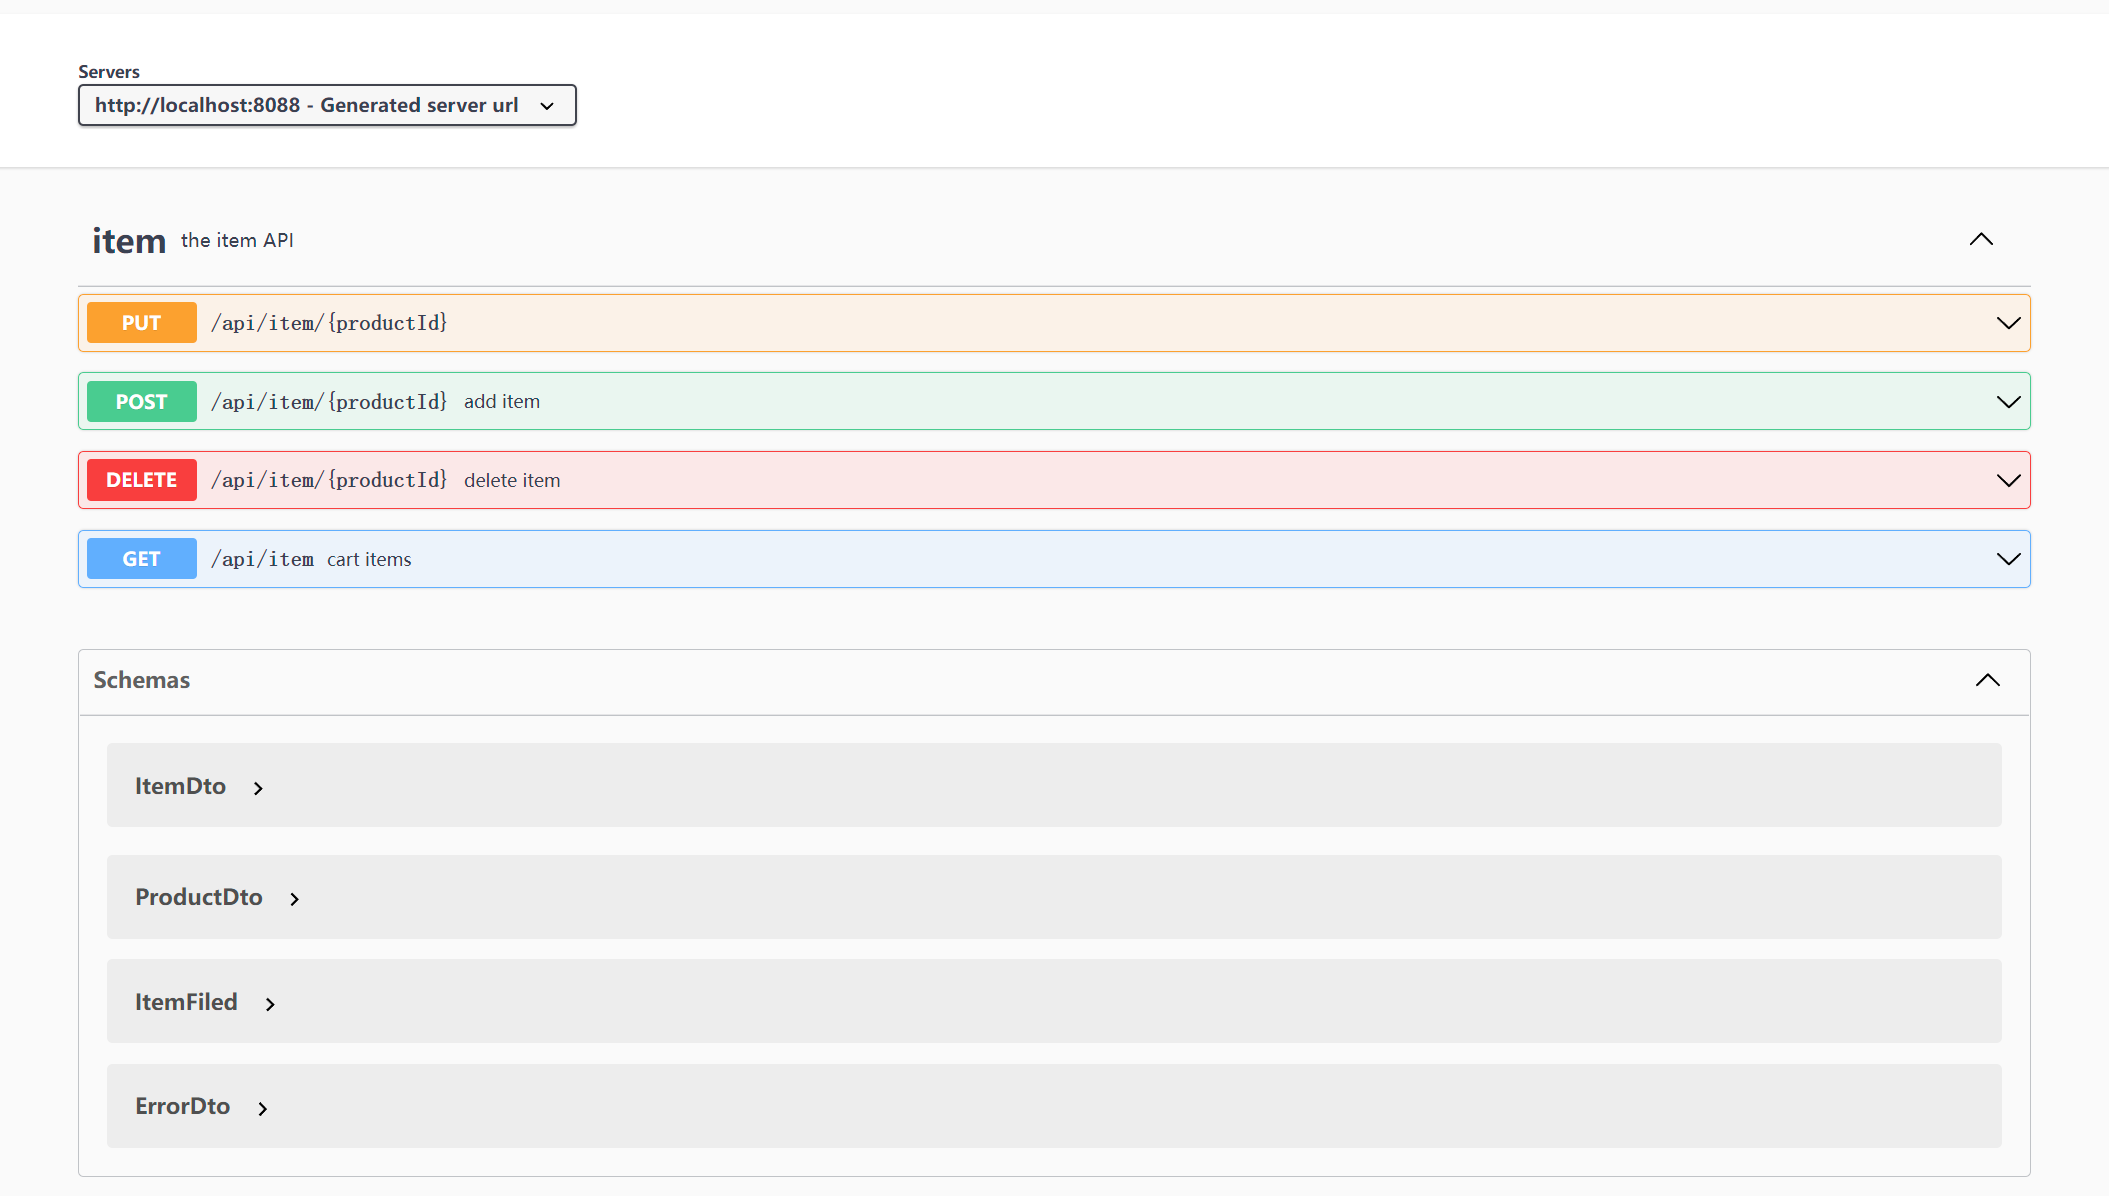 Servers
http://localhost:8088 - Generated server url
item the item API
PUT /api/item/{productId}
POST /api/item/{productId} add item
DELETE /api/item/{productId} delete item
GET /api/item cart items
Schemas
ItemDto
ProductDto
ItemFiled
ErrorDto